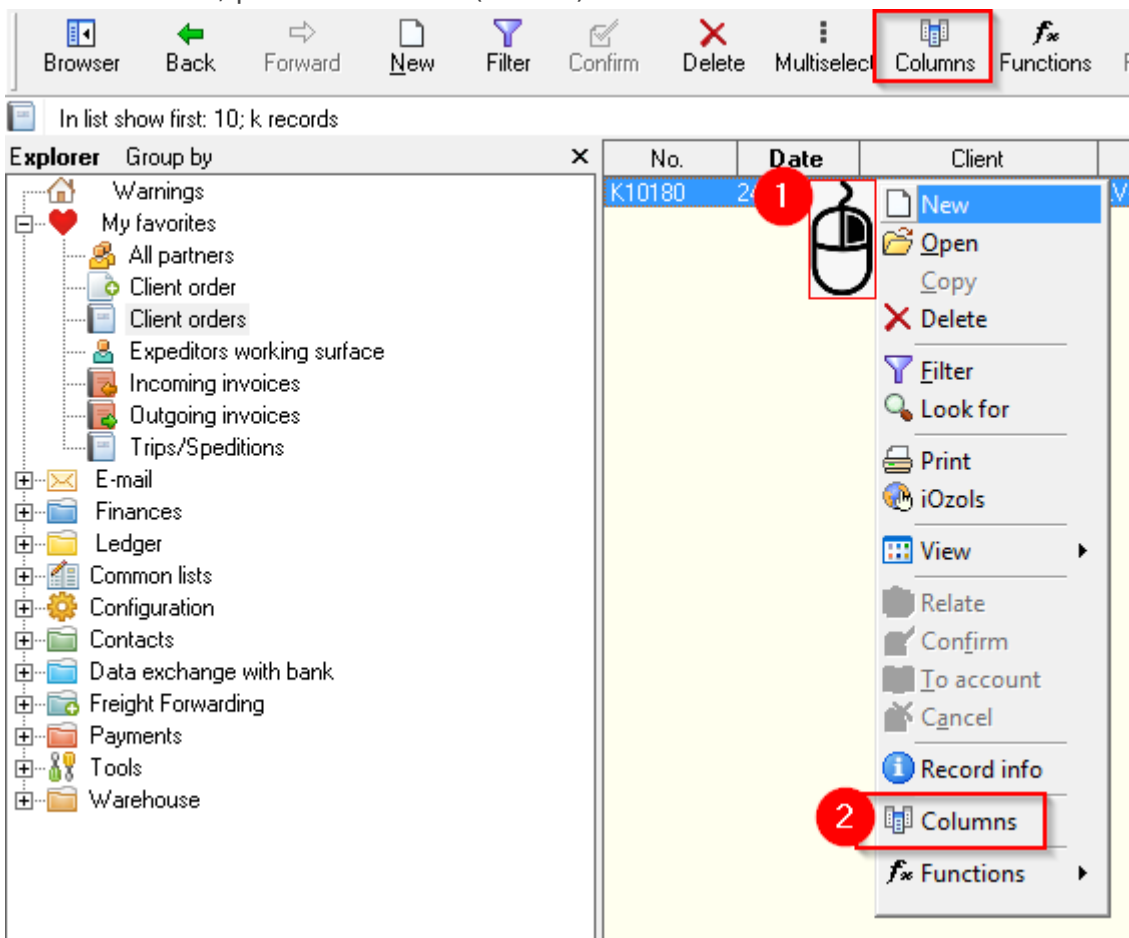 Browser Back Forward New Filter Confirm Delete Multiselect Columns Functions
In list show first: 10; k records
Explorer Group by
No. Date Client
Warnings
My favorites
All partners
Client order
Client orders
Expeditors working surface
Incoming invoices
Outgoing invoices
Trips/Speditions
E-mail
Finances
Ledger
Common lists
Configuration
Contacts
Data exchange with bank
Freight Forwarding
Payments
Tools
Warehouse
K10180 2
1
New
Open
Copy
Delete
Filter
Look for
Print
iOzols
View
Relate
Confirm
To account
Cancel
Record info
2 Columns
Functions